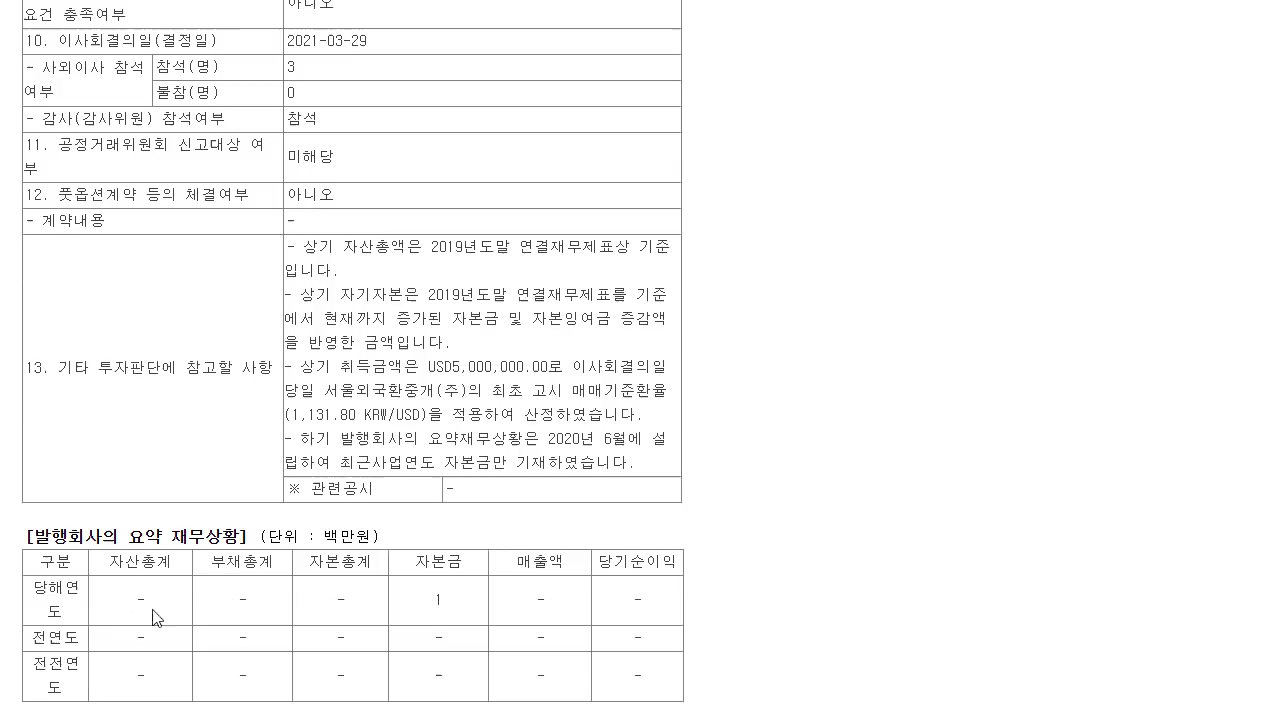 아니오
요건 충족여부
10. 이사회결의일(결정일) 2021-03-29
- 사외이사 참석
여부
참석(명) 3
불참(명) 0
- 감사(감사위원) 참석여부 참석
11. 공정거래위원회 신고대상 여
부
미해당
12. 풋옵션계약 등의 체결여부 아니오
- 계약내용 -
13. 기타 투자판단에 참고할 사항
- 상기 자산총액은 2019년도말 연결재무제표상 기준
입니다.
- 상기 자기자본은 2019년도말 연결재무제표를 기준
에서 현재까지 증가된 자본금 및 자본잉여금 증감액
을 반영한 금액입니다.
- 상기 취득금액은 USD5,000,000.00로 이사회결의일
당일 서울외국환중개(주)의 최초 고시 매매기준환율
(1,131.80 KRW/USD)을 적용하여 산정하였습니다.
- 하기 발행회사의 요약재무상황은 2020년 6월에 설
립하여 최근사업연도 자본금만 기재하였습니다.
※ 관련공시 -
[발행회사의 요약 재무상황] (단위 : 백만원)
구분 자산총계 부채총계 자본총계 자본금 매출액 당기순이익
당해연
도
- - - 1 - -
전연도 - - - - - -
전전연
도
- - - - - -